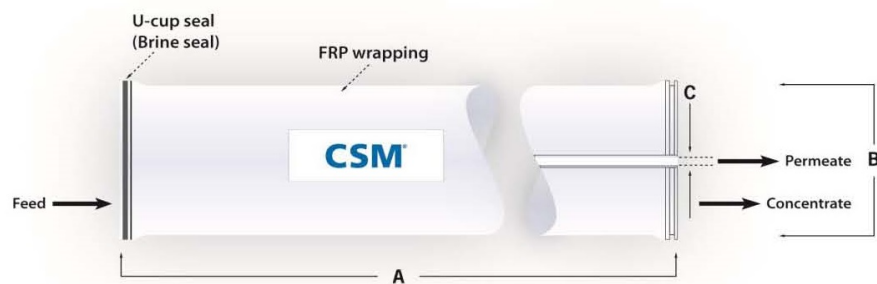 U-cup seal
(Brine seal)
FRP wrapping
C
CSM®
Permeate
B
Feed
Concentrate
A